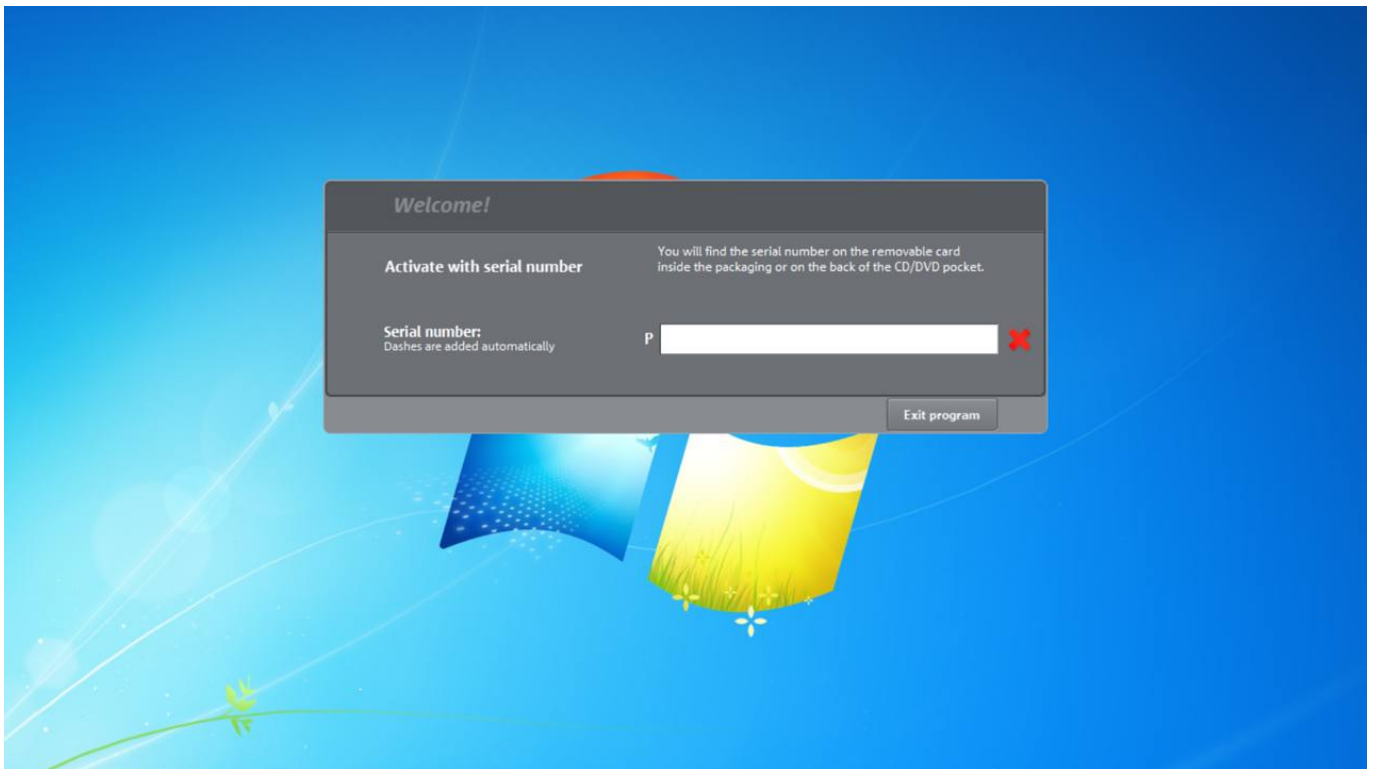 Welcome!
Activate with serial number
You will find the serial number on the removable card
inside the packaging or on the back of the CD/DVD pocket.
Serial number:
Dashes are added automatically
P
Exit program